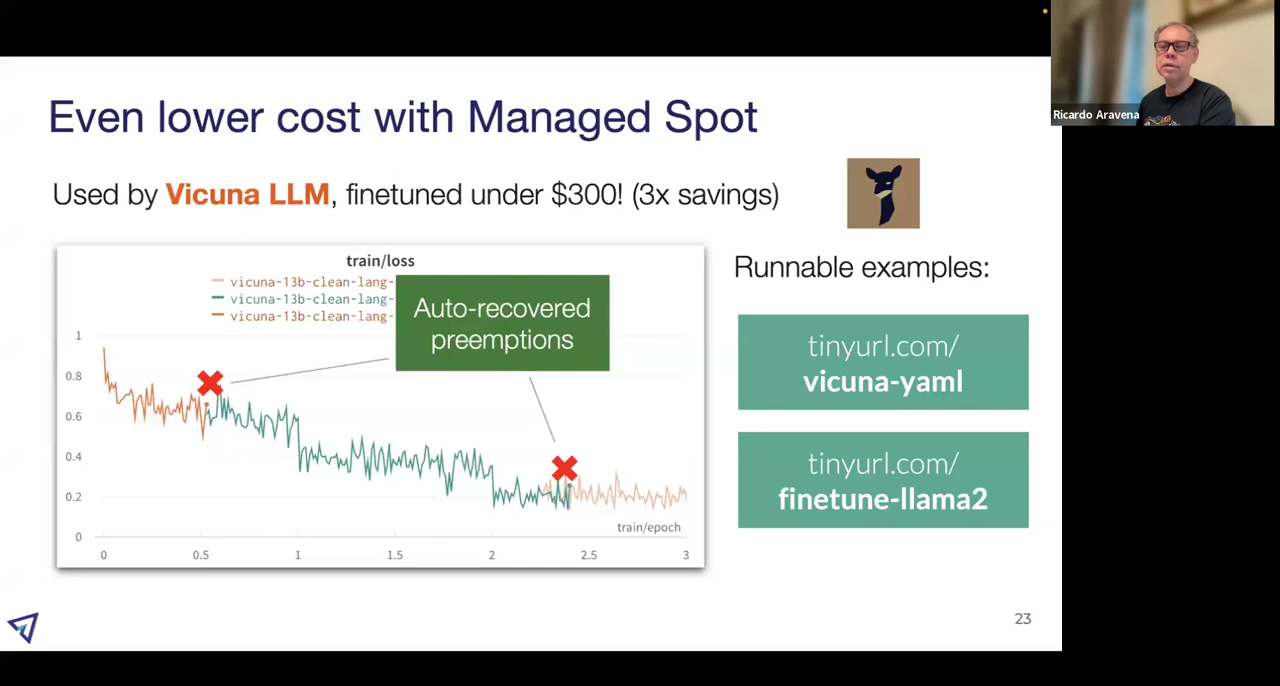 Ricardo Aravena
Even lower cost with Managed Spot
Used by Vicuna LLM, finetuned under $300! (3x savings)
train/loss
vicuna-13b-clean-lang-
vicuna-13b-clean-lang-
vicuna-13b-clean-lang-
Auto-recovered
preemptions
1
0.8
0.6
0.4
0.2
0
train/epoch
0 0.5 1 1.5 2 2.5 3
Runnable examples:
tinyurl.com/
vicuna-yaml
tinyurl.com/
finetune-llama2
23